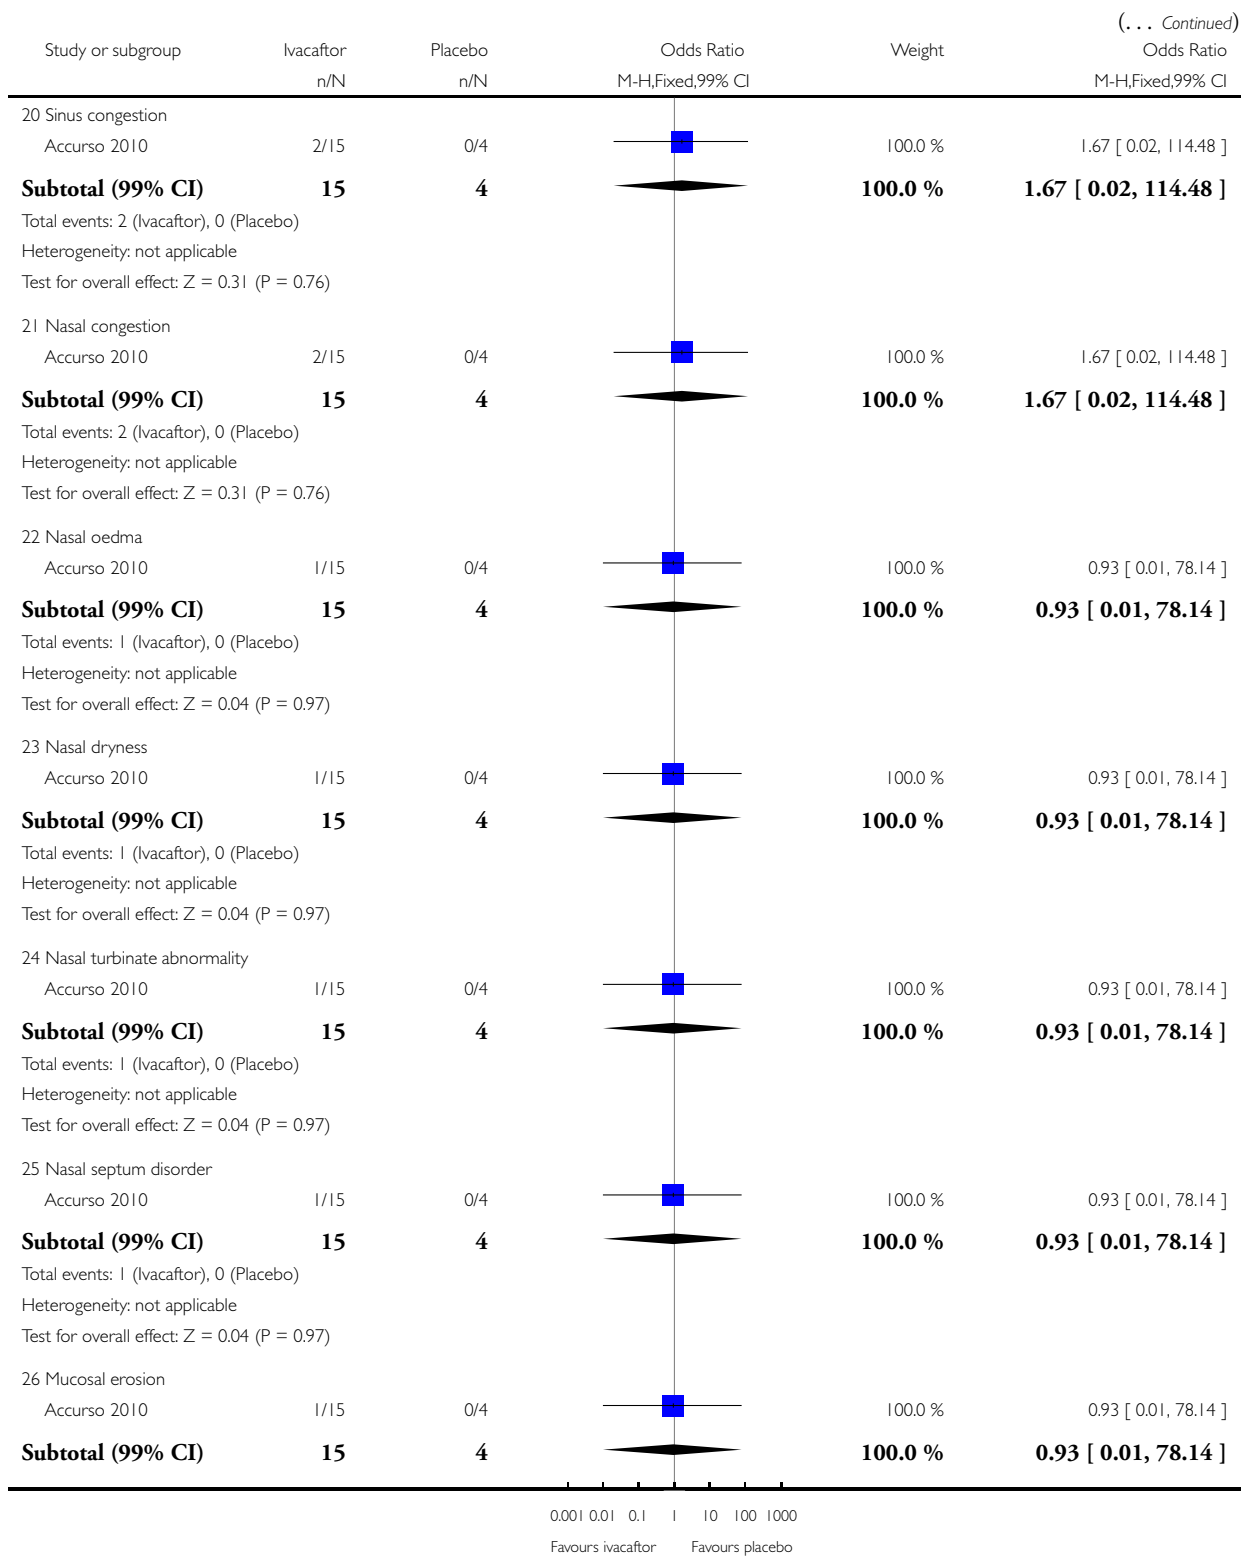 (... Continued)
Study or subgroup Ivacaftor Placebo Odds Ratio Weight Odds Ratio
n/N n/N M-H,Fixed,99% CI M-H,Fixed,99% CI
20 Sinus congestion
Accurso 2010 2/15 0/4 100.0 % 1.67 [ 0.02, 114.48 ]
Subtotal (99% CI) 15 4 100.0 % 1.67 [ 0.02, 114.48 ]
Total events: 2 (Ivacaftor), 0 (Placebo)
Heterogeneity: not applicable
Test for overall effect: Z = 0.31 (P = 0.76)
21 Nasal congestion
Accurso 2010 2/15 0/4 100.0 % 1.67 [ 0.02, 114.48 ]
Subtotal (99% CI) 15 4 100.0 % 1.67 [ 0.02, 114.48 ]
Total events: 2 (Ivacaftor), 0 (Placebo)
Heterogeneity: not applicable
Test for overall effect: Z = 0.31 (P = 0.76)
22 Nasal oedma
Accurso 2010 1/15 0/4 100.0 % 0.93 [ 0.01, 78.14 ]
Subtotal (99% CI) 15 4 100.0 % 0.93 [ 0.01, 78.14 ]
Total events: 1 (Ivacaftor), 0 (Placebo)
Heterogeneity: not applicable
Test for overall effect: Z = 0.04 (P = 0.97)
23 Nasal dryness
Accurso 2010 1/15 0/4 100.0 % 0.93 [ 0.01, 78.14 ]
Subtotal (99% CI) 15 4 100.0 % 0.93 [ 0.01, 78.14 ]
Total events: 1 (Ivacaftor), 0 (Placebo)
Heterogeneity: not applicable
Test for overall effect: Z = 0.04 (P = 0.97)
24 Nasal turbinate abnormality
Accurso 2010 1/15 0/4 100.0 % 0.93 [ 0.01, 78.14 ]
Subtotal (99% CI) 15 4 100.0 % 0.93 [ 0.01, 78.14 ]
Total events: 1 (Ivacaftor), 0 (Placebo)
Heterogeneity: not applicable
Test for overall effect: Z = 0.04 (P = 0.97)
25 Nasal septum disorder
Accurso 2010 1/15 0/4 100.0 % 0.93 [ 0.01, 78.14 ]
Subtotal (99% CI) 15 4 100.0 % 0.93 [ 0.01, 78.14 ]
Total events: 1 (Ivacaftor), 0 (Placebo)
Heterogeneity: not applicable
Test for overall effect: Z = 0.04 (P = 0.97)
26 Mucosal erosion
Accurso 2010 1/15 0/4 100.0 % 0.93 [ 0.01, 78.14 ]
Subtotal (99% CI) 15 4 100.0 % 0.93 [ 0.01, 78.14 ]
0.001 0.01 0.1 1 10 100 1000
Favours ivacaftor Favours placebo